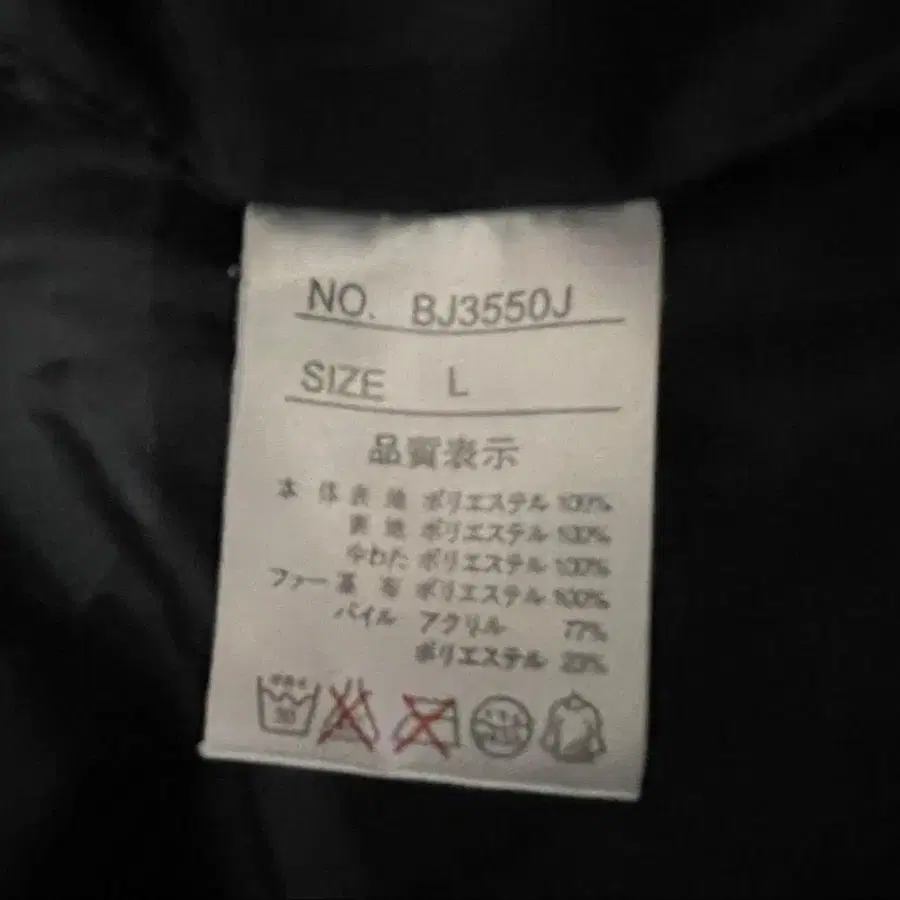 NO. BJ3550J
SIZE L
品質表示
本体表地 ポリエステル 100%
地 ポリエステル 100%
中わた ポリエステル 100%
ファー基布 ポリエステル 100%
パイル アクリル 77%
ポリエステル 23%
30